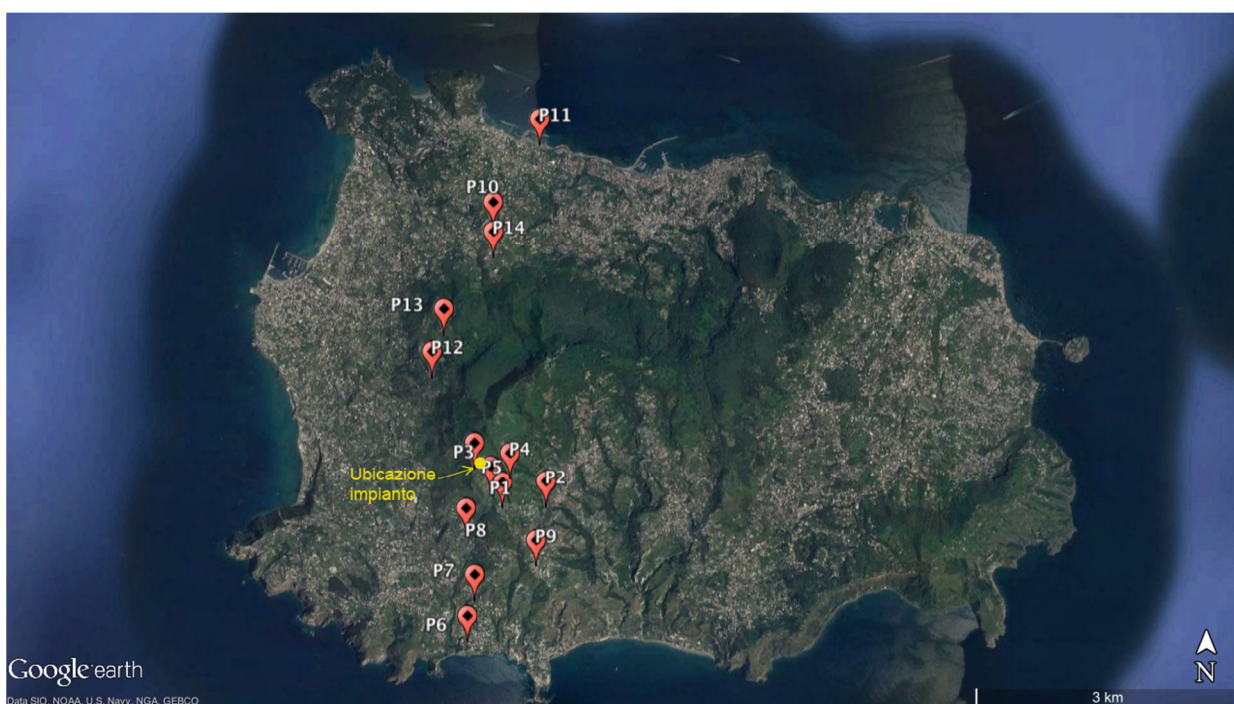 P11
P10
P14
P13
P12
P3
P4
P5
Ubicazione
impianto
P1
P2
P8
P9
P7
P6
Google earth
N
Data SIO, NOAA, U.S. Navy, NGA, GEBCO
3 km